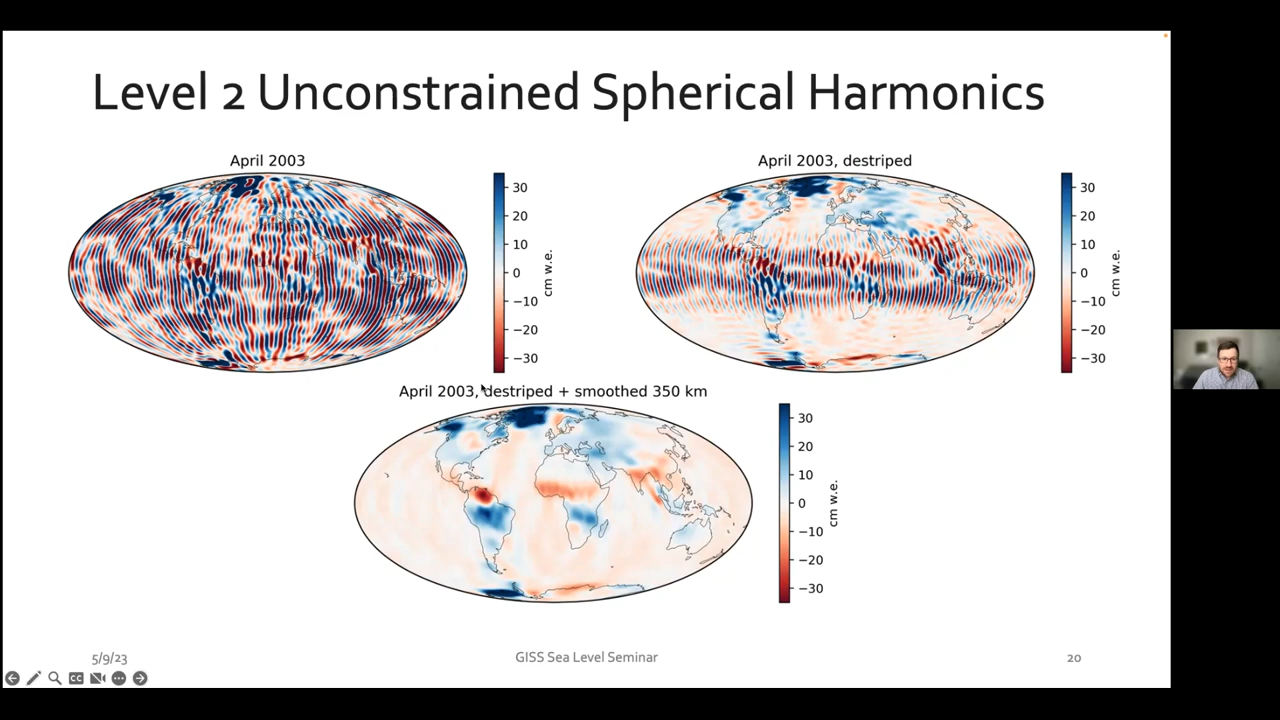 Level 2 Unconstrained Spherical Harmonics
April 2003
30
20
10
0
−10
−20
−30
cm w.e.
April 2003, destriped
30
20
10
0
−10
−20
−30
cm w.e.
April 2003, destriped + smoothed 350 km
30
20
10
0
−10
−20
−30
cm w.e.
5/9/23
GISS Sea Level Seminar
20
CC